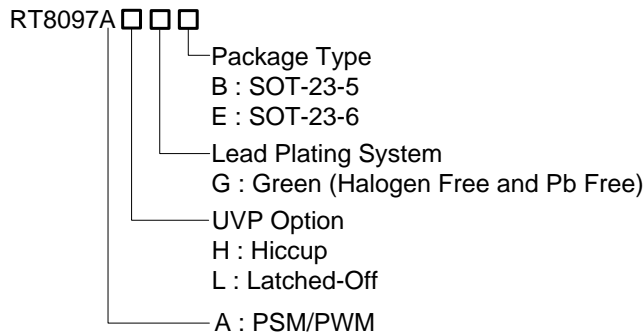 RT8097A
Package Type
B : SOT-23-5
E : SOT-23-6
Lead Plating System
G : Green (Halogen Free and Pb Free)
UVP Option
H : Hiccup
L : Latched-Off
A : PSM/PWM